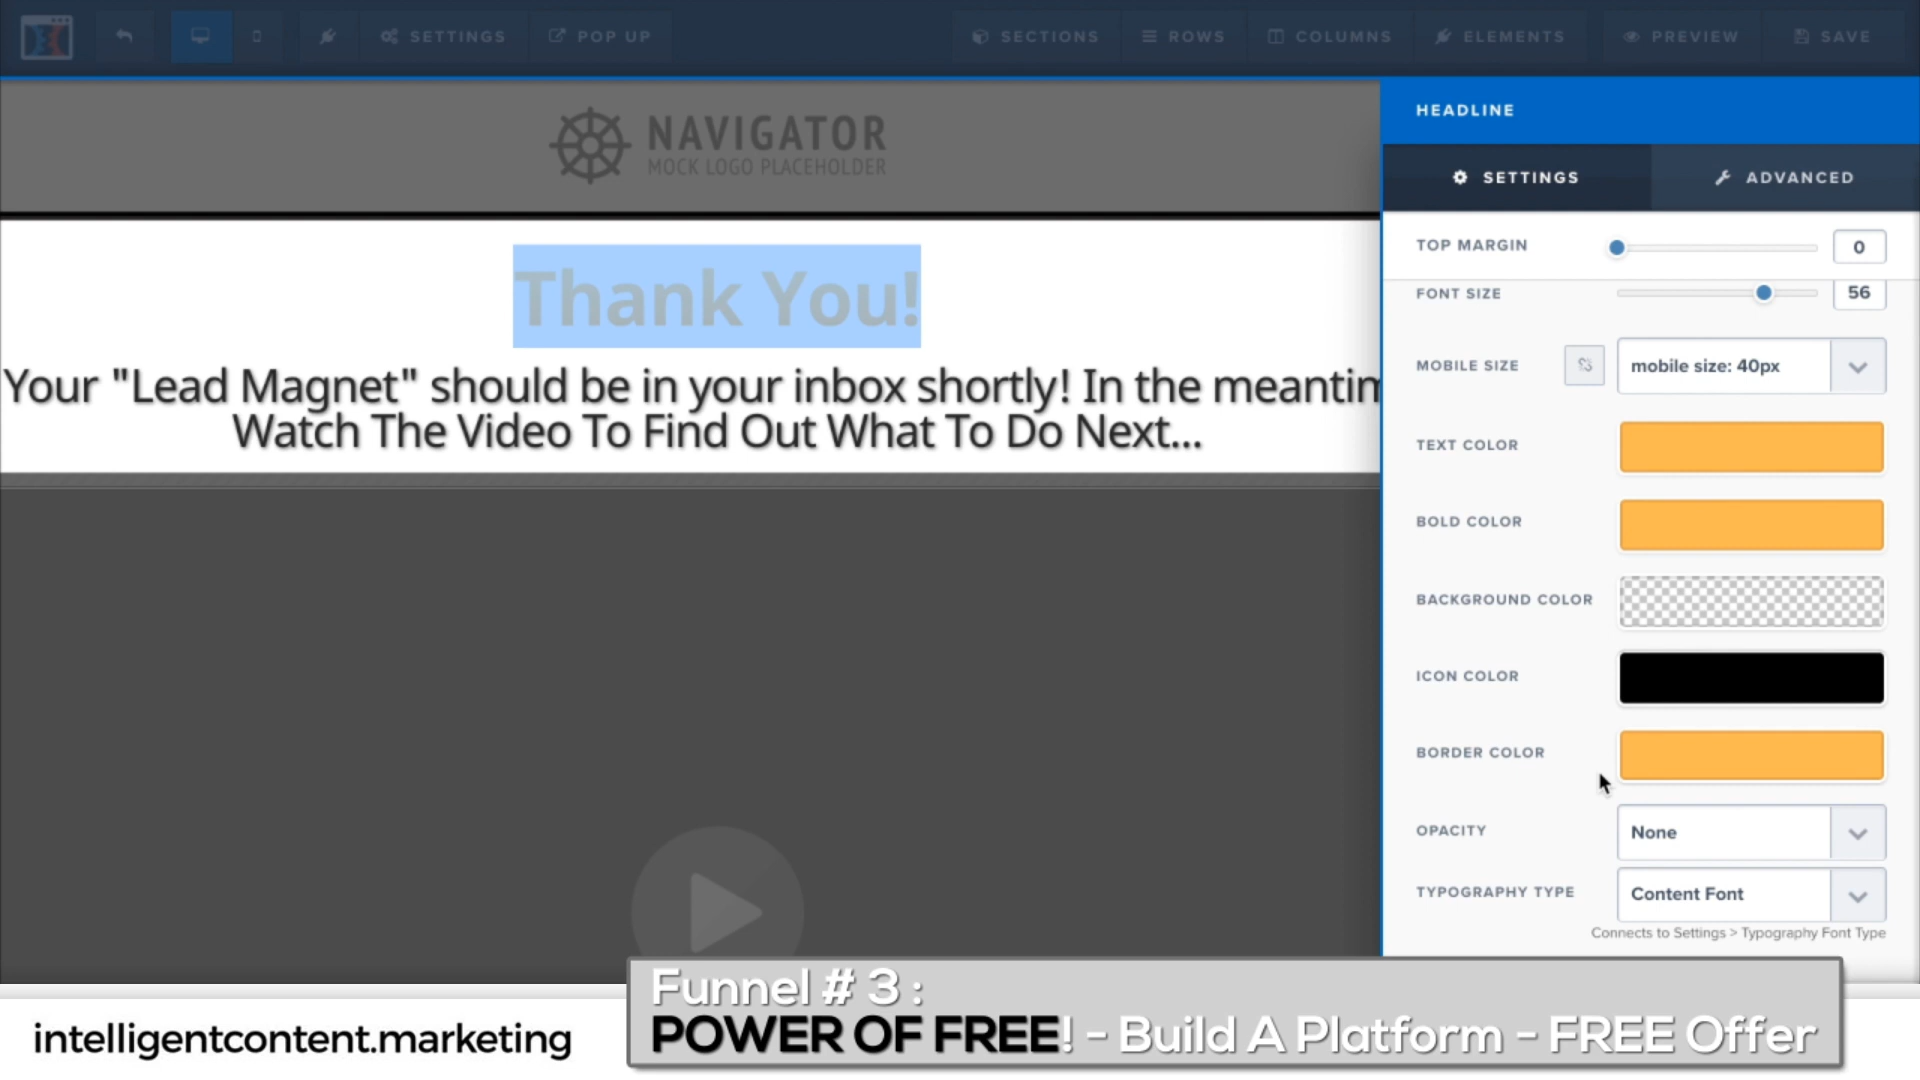 SETTINGS
POP UP
SECTIONS
ROWS
COLUMNS
ELEMENTS
PREVIEW
SAVE
NAVIGATOR
MOCK LOGO PLACEHOLDER
Thank You!
Your "Lead Magnet" should be in your inbox shortly! In the meantim
Watch The Video To Find Out What To Do Next...
HEADLINE
SETTINGS
ADVANCED
TOP MARGIN
0
FONT SIZE
56
MOBILE SIZE
mobile size: 40px
TEXT COLOR
BOLD COLOR
BACKGROUND COLOR
ICON COLOR
BORDER COLOR
OPACITY
None
TYPOGRAPHY TYPE
Content Font
Connects to Settings > Typography Font Type
intelligentcontent.marketing
Funnel # 3 :
POWER OF FREE! - Build A Platform - FREE Offer